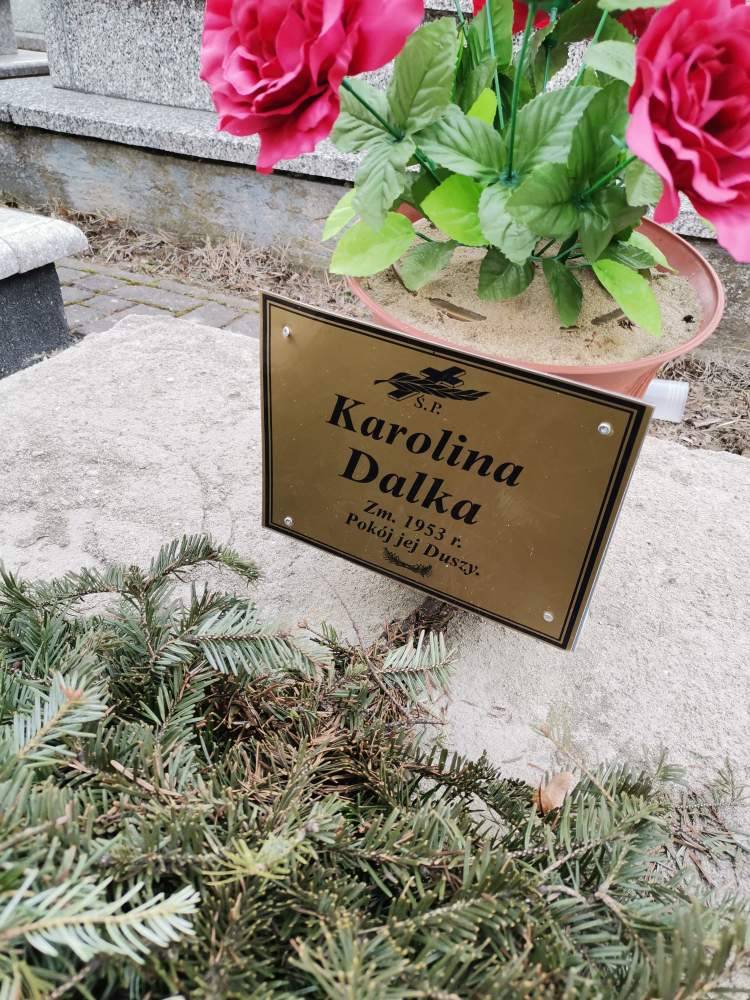 Ś.P.
Karolina
Dalka
Zm. 1953 r.
Pokój jej Duszy.